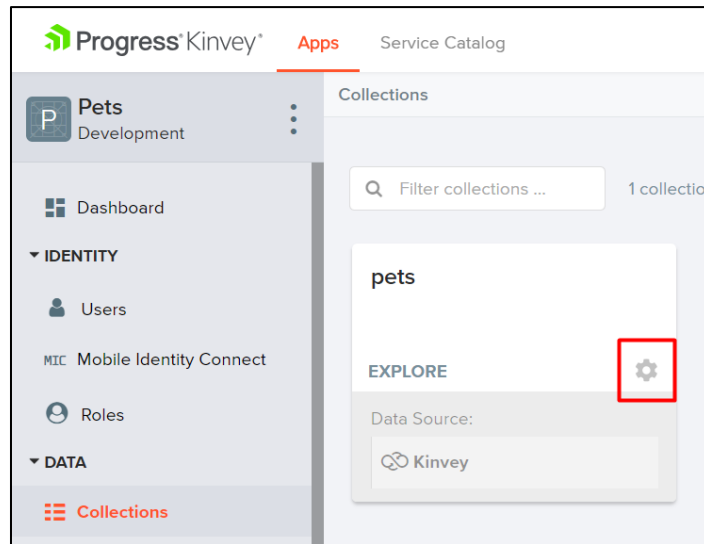 Progress® Kinvey® Apps Service Catalog
P Pets
Development
Collections
Dashboard
Filter collections ... 1 collectio
IDENTITY
pets
Users
MIC Mobile Identity Connect
EXPLORE
Roles
Data Source:
DATA
Kinvey
Collections